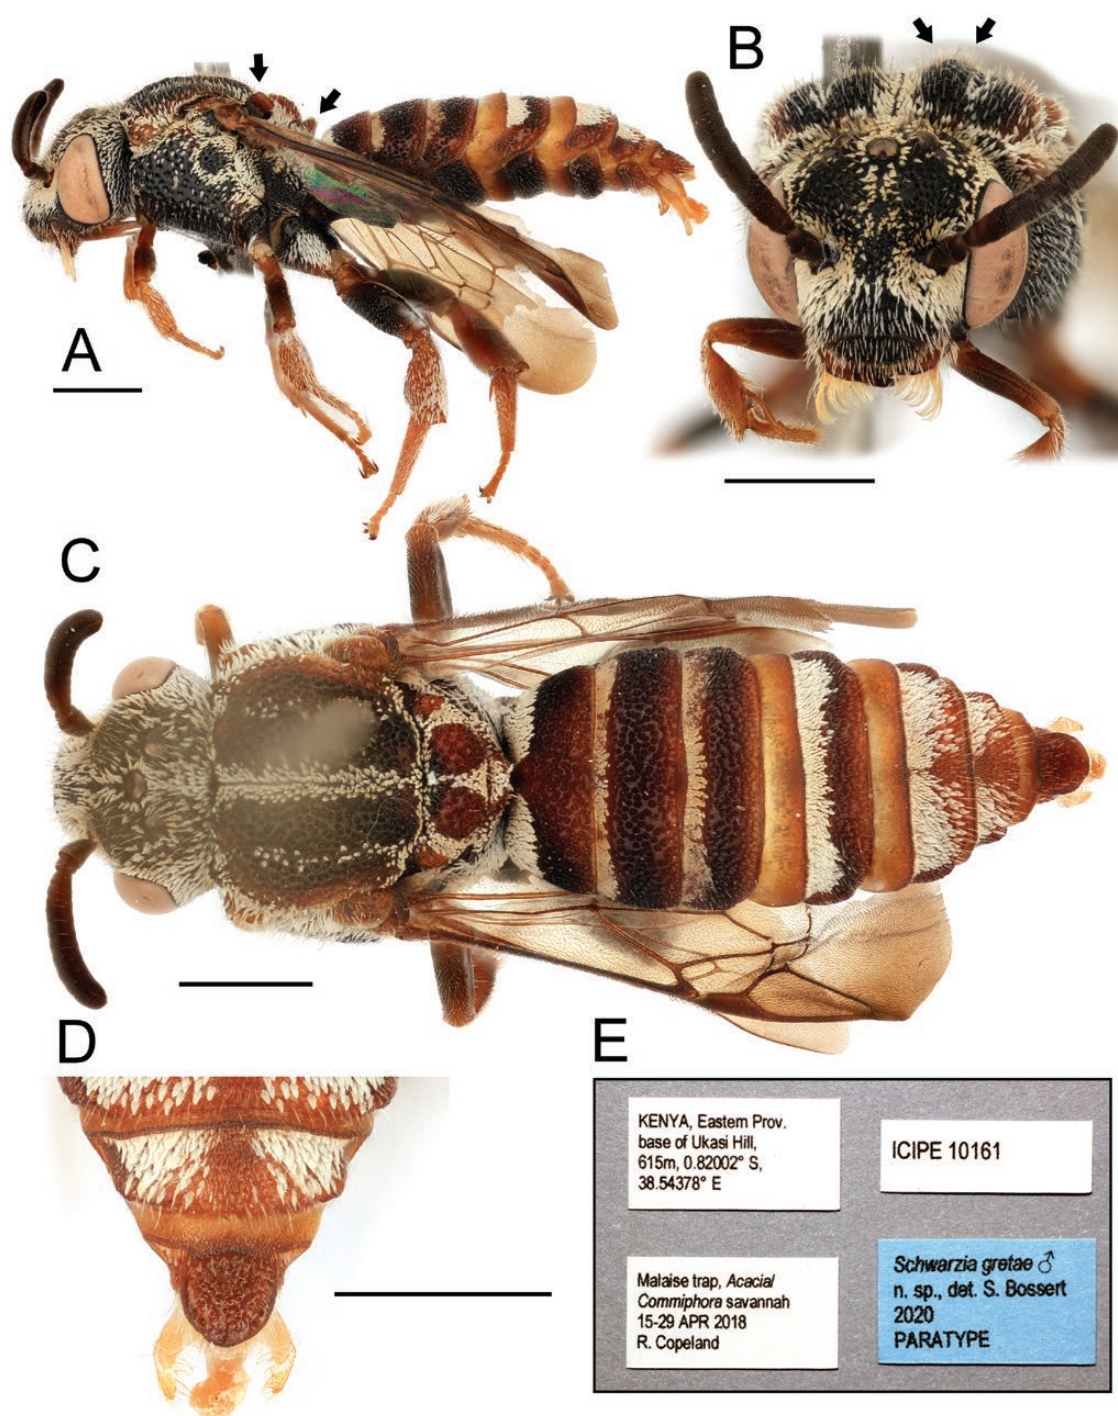 A
B
C
D
E
KENYA, Eastern Prov.
base of Ukasi Hill,
615m, 0.82002° S,
38.54378° E
ICIPE 10161
Malaise trap, Acacia/
Commiphora savannah
15-29 APR 2018
R. Copeland
Schwarzia gretae ♂
n. sp., det. S. Bossert
2020
PARATYPE